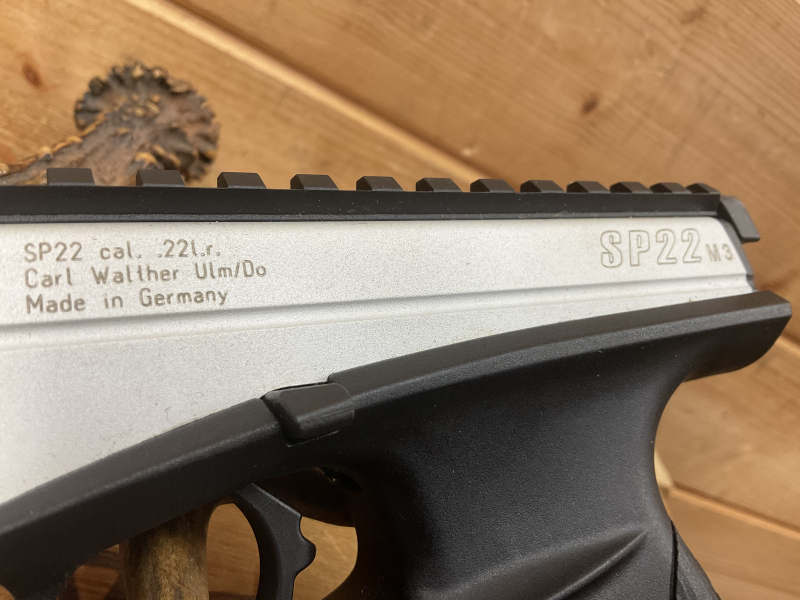 SP22 cal. .22l.r.
Carl Walther Ulm/Do
Made in Germany
SP22 M3